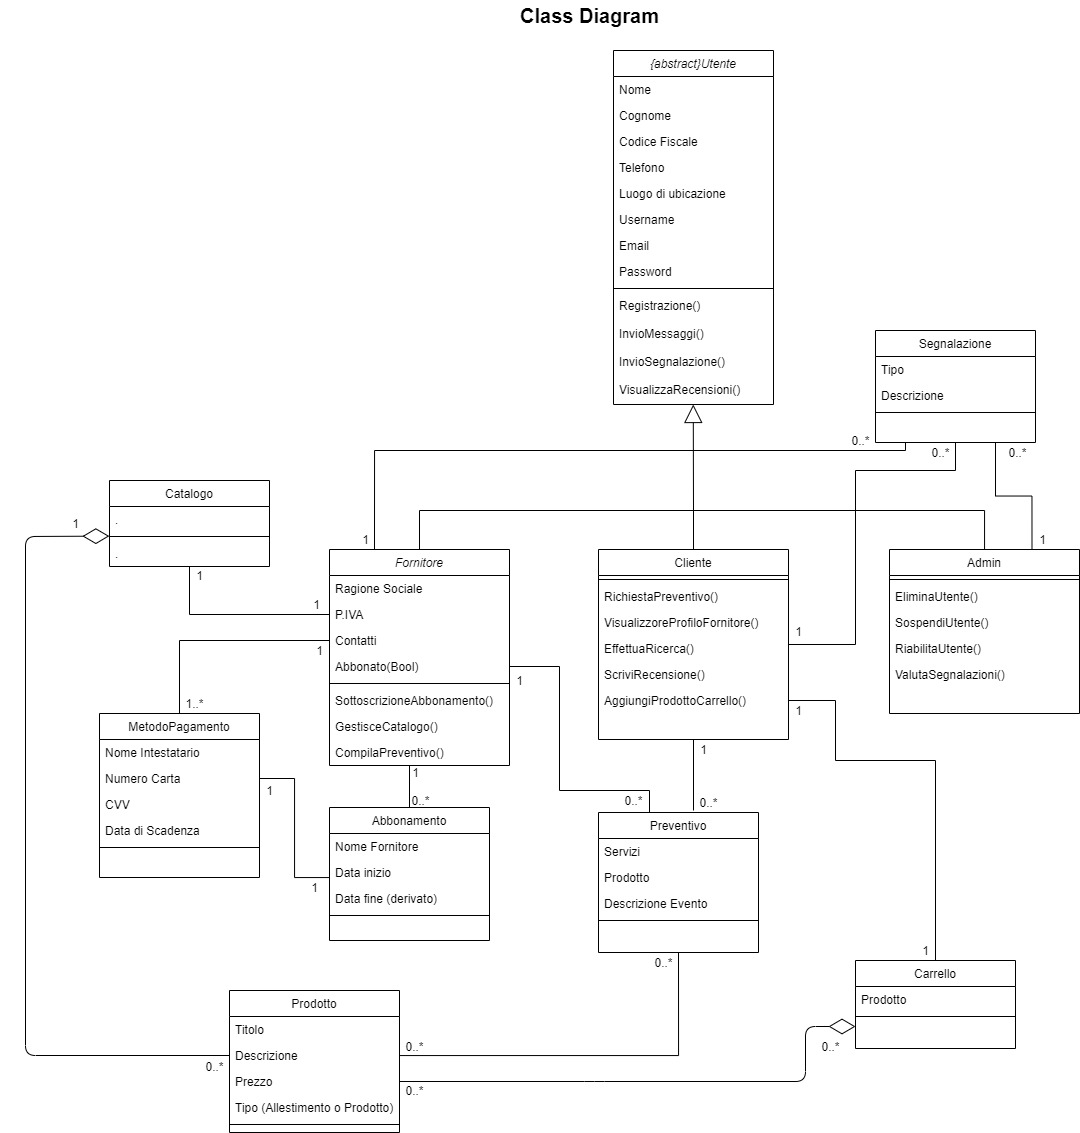 Class Diagram
{abstract}Utente
Nome
Cognome
Codice Fiscale
Telefono
Luogo di ubicazione
Username
Email
Password
Registrazione()
InvioMessaggi()
InvioSegnalazione()
VisualizzaRecensioni()
Segnalazione
Tipo
Descrizione
0..*
0..*
0..*
Catalogo
.
.
1
1
1
1
1
Fornitore
Ragione Sociale
P.IVA
Contatti
Abbonato(Bool)
SottoscrizioneAbbonamento()
GestisceCatalogo()
CompilaPreventivo()
1
1
Cliente
RichiestaPreventivo()
VisualizzoreProfiloFornitore()
EffettuaRicerca()
ScriviRecensione()
AggiungiProdottoCarrello()
1
1
1
Admin
EliminaUtente()
SospendiUtente()
RiabilitaUtente()
ValutaSegnalazioni()
1..*
MetodoPagamento
Nome Intestatario
Numero Carta
CVV
Data di Scadenza
1
1
0..*
Abbonamento
Nome Fornitore
Data inizio
Data fine (derivato)
1
0..*
0..*
Preventivo
Servizi
Prodotto
Descrizione Evento
0..*
1
Carrello
Prodotto
0..*
Prodotto
Titolo
Descrizione
Prezzo
Tipo (Allestimento o Prodotto)
0..*
0..*
0..*